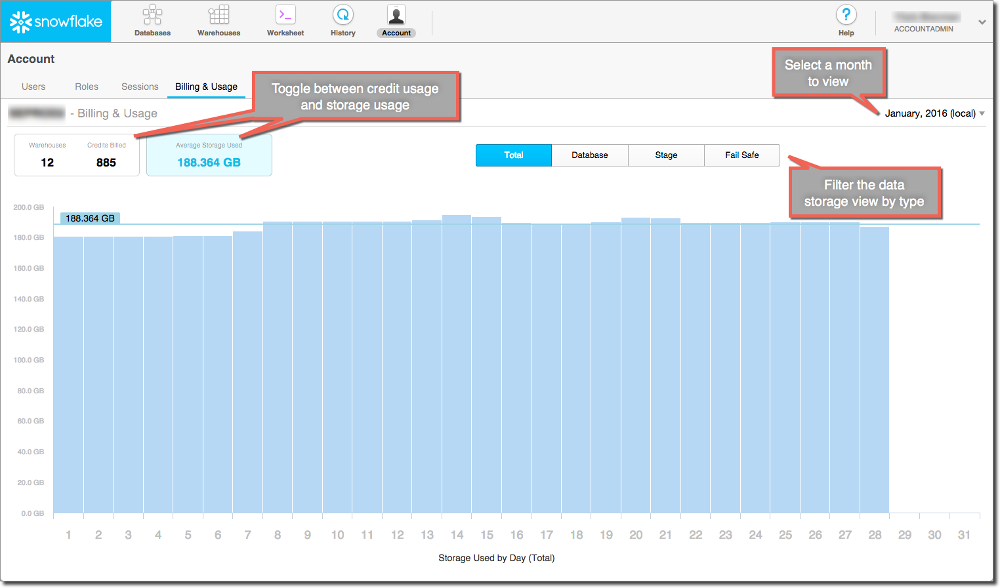 snowflake
Databases
Warehouses
Worksheet
History
Account
Help
ACCOUNTADMIN
Account
Users
Roles
Sessions
Billing & Usage
Toggle between credit usage
and storage usage
Select a month
to view
- Billing & Usage
January, 2016 (local)
Warehouses
Credits Billed
12
885
Average Storage Used
188.364 GB
Total
Database
Stage
Fail Safe
Filter the data
storage view by type
200.0 GB
188.364 GB
180.0 GB
160.0 GB
140.0 GB
120.0 GB
100.0 GB
80.0 GB
60.0 GB
40.0 GB
20.0 GB
0.0 GB
1 2 3 4 5 6 7 8 9 10 11 12 13 14 15 16 17 18 19 20 21 22 23 24 25 26 27 28 29 30 31
Storage Used by Day (Total)